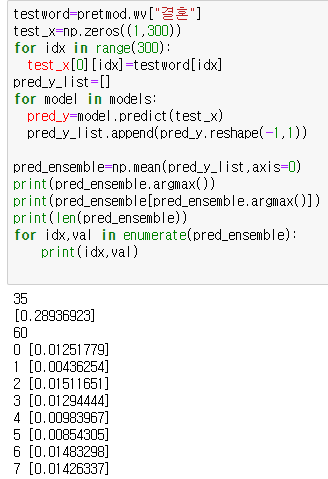 testword=pretmod.wv["결혼"]
test_x=np.zeros((1,300))
for idx in range(300):
  test_x[0][idx]=testword[idx]
pred_y_list=[]
for model in models:
  pred_y=model.predict(test_x)
  pred_y_list.append(pred_y.reshape(-1,1))

pred_ensemble=np.mean(pred_y_list,axis=0)
print(pred_ensemble.argmax())
print(pred_ensemble[pred_ensemble.argmax()])
print(len(pred_ensemble))
for idx,val in enumerate(pred_ensemble):
    print(idx,val)

35
[0.28936923]
60
0 [0.01251779]
1 [0.00436254]
2 [0.01511651]
3 [0.01294444]
4 [0.00983967]
5 [0.00854305]
6 [0.01483298]
7 [0.01426337]